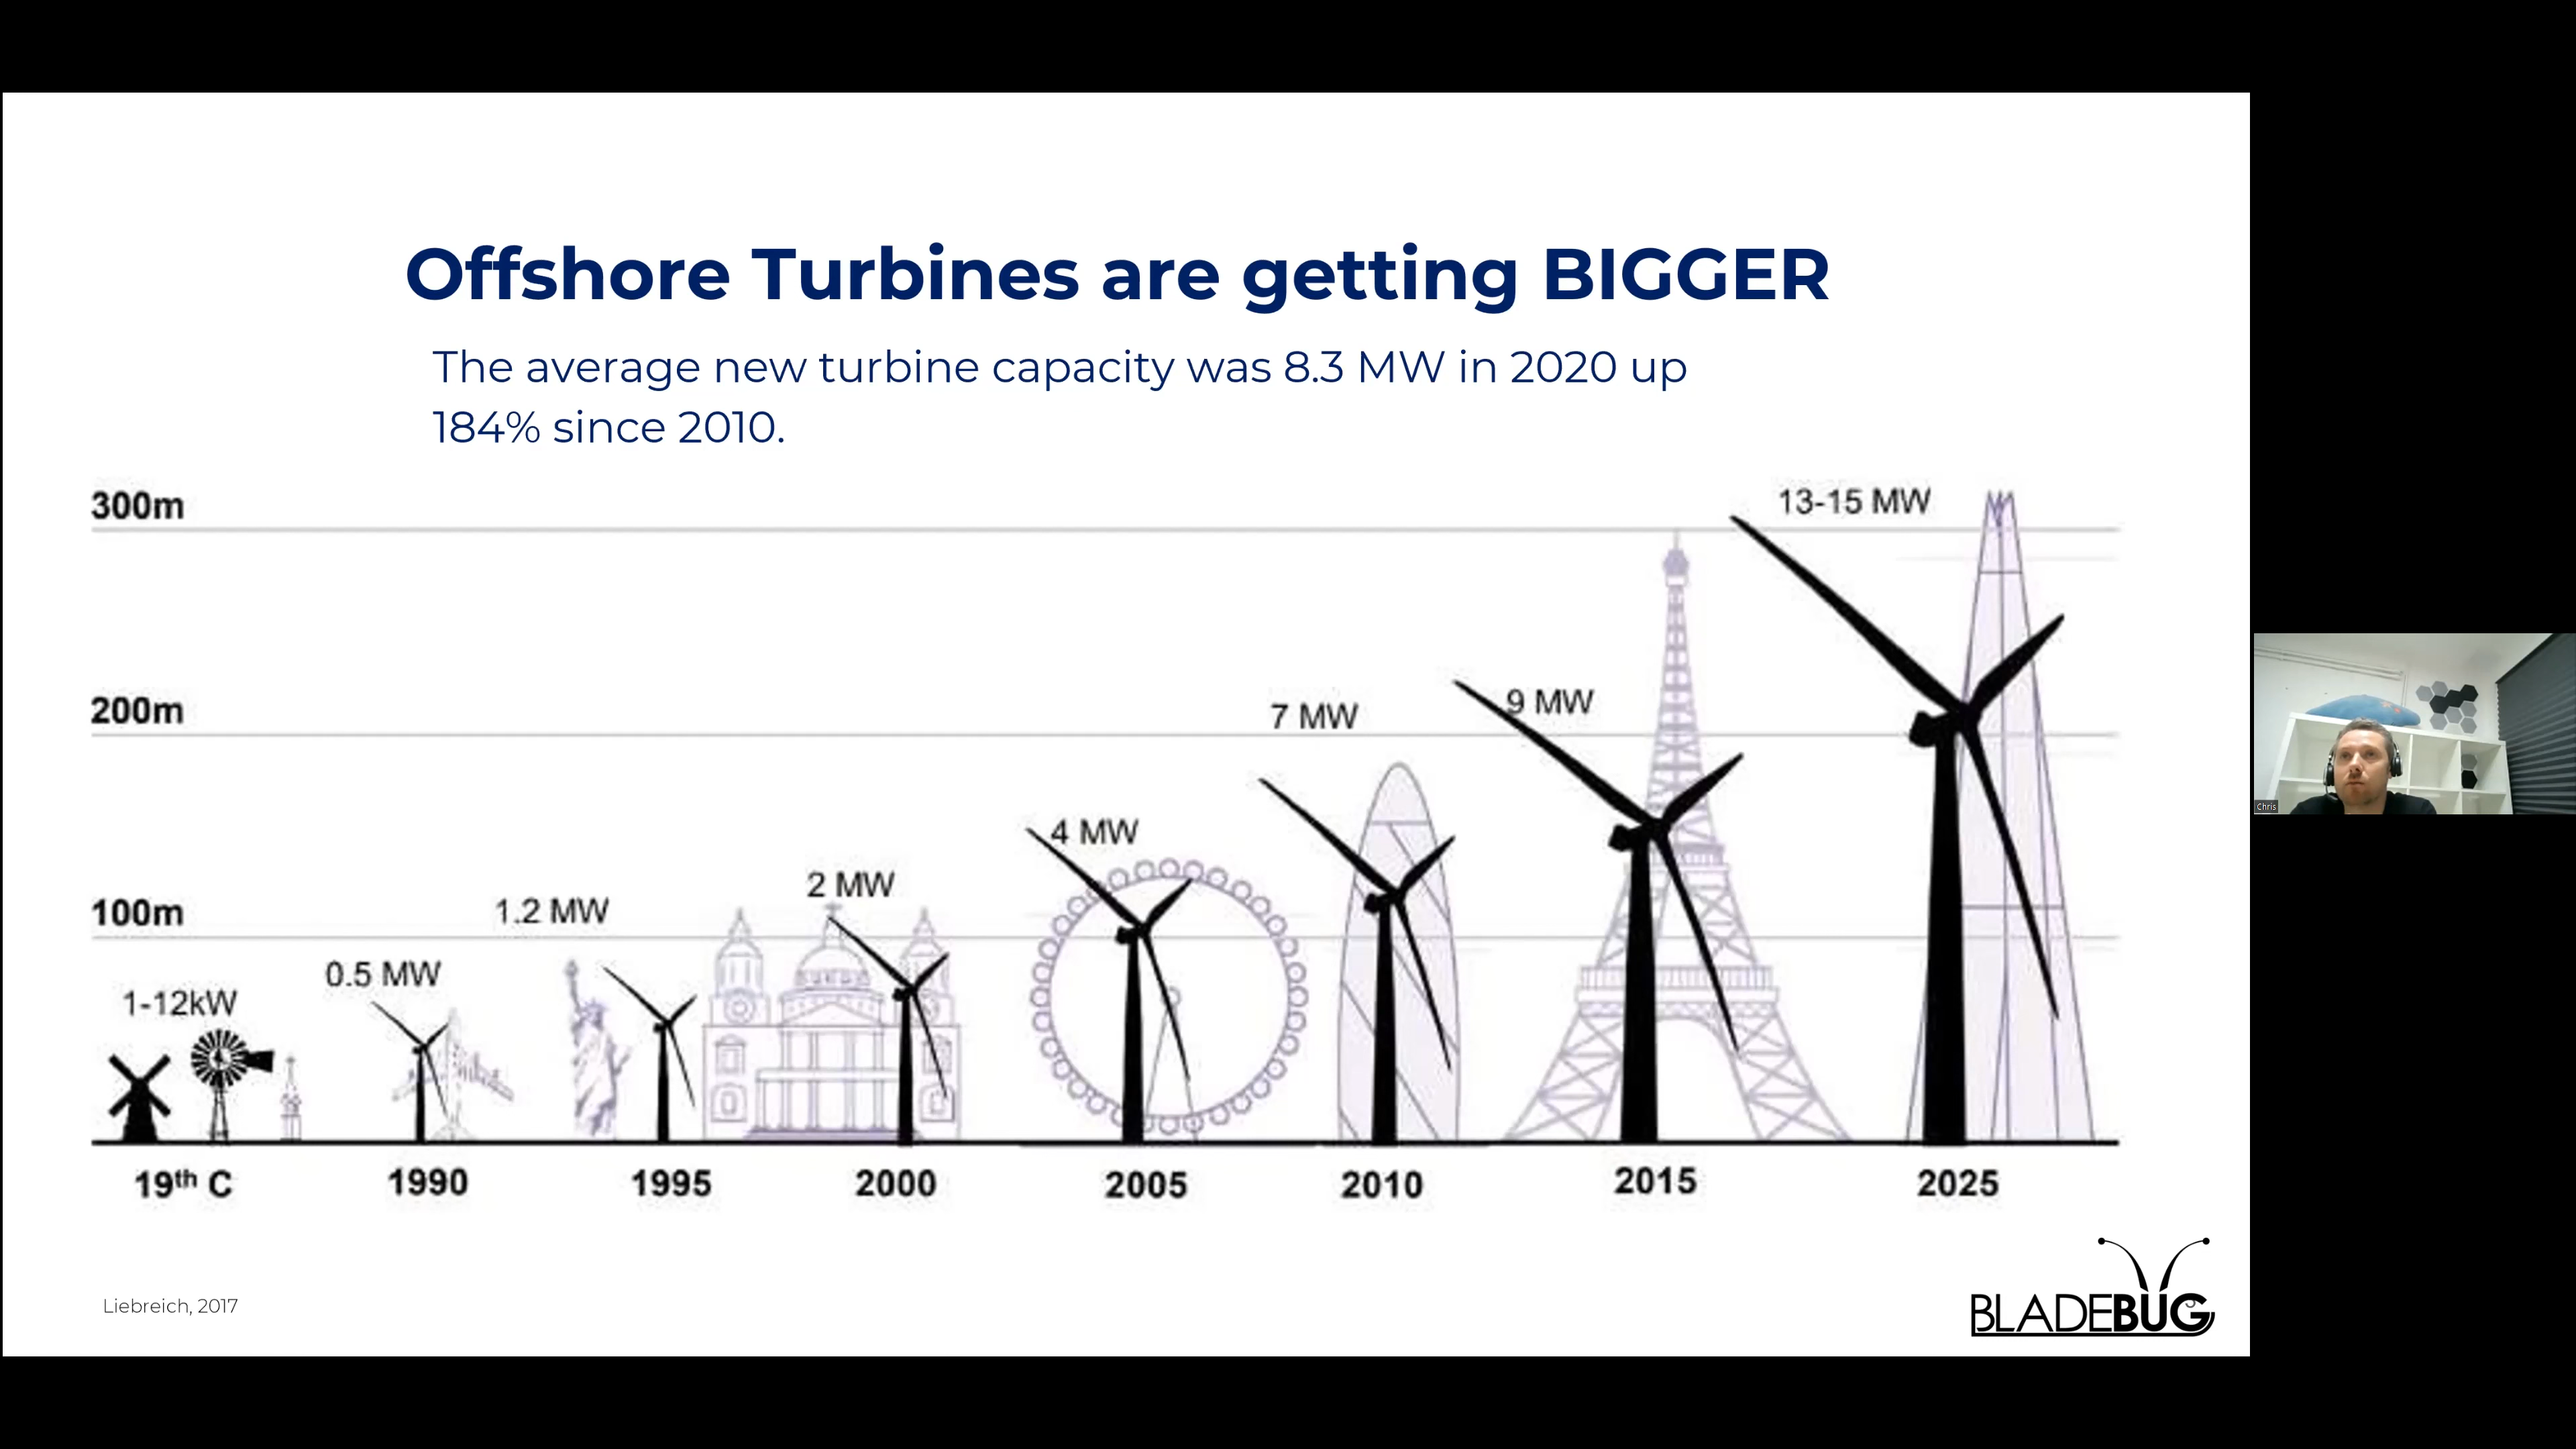 Offshore Turbines are getting BIGGER
The average new turbine capacity was 8.3 MW in 2020 up
184% since 2010.
300m
13-15 MW
200m
7 MW
9 MW
4 MW
100m
1.2 MW
2 MW
0.5 MW
1-12kW
19th C
1990
1995
2000
2005
2010
2015
2025
Liebreich, 2017
BLADEBUG
Chris